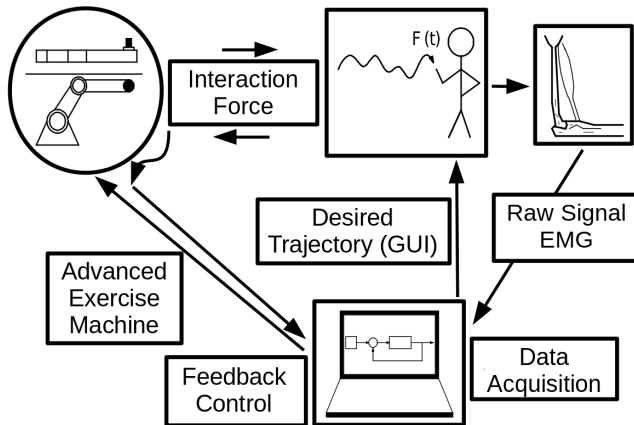 F (t)
Interaction
Force
Desired
Trajectory (GUI)
Raw Signal
EMG
Advanced
Exercise
Machine
Feedback
Control
Data
Acquisition